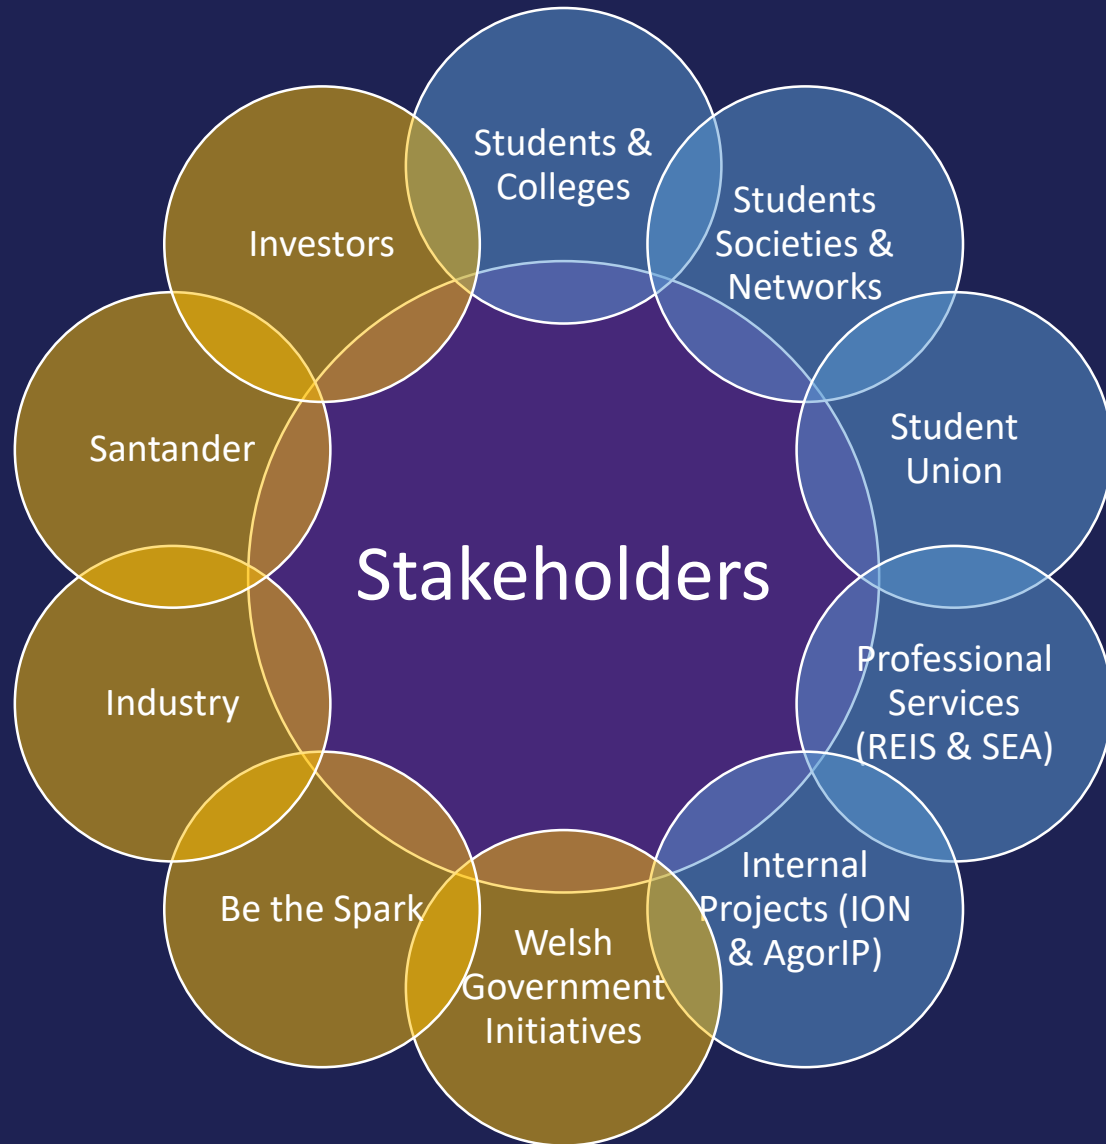 Students &
Colleges
Students
Societies &
Networks
Student
Union
Professional
Services
(REIS & SEA)
Internal
Projects (ION
& AgorIP)
Welsh
Government
Initiatives
Be the Spark
Industry
Santander
Investors
Stakeholders